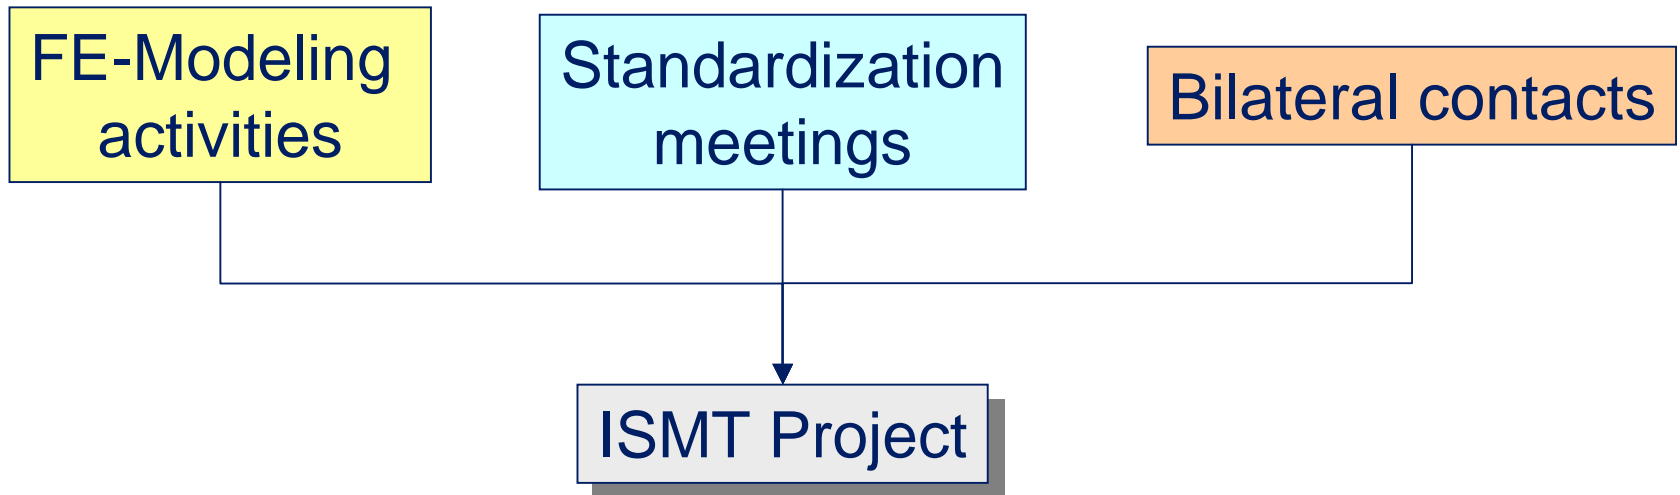 FE-Modeling
activities
Standardization
meetings
Bilateral contacts
ISMT Project